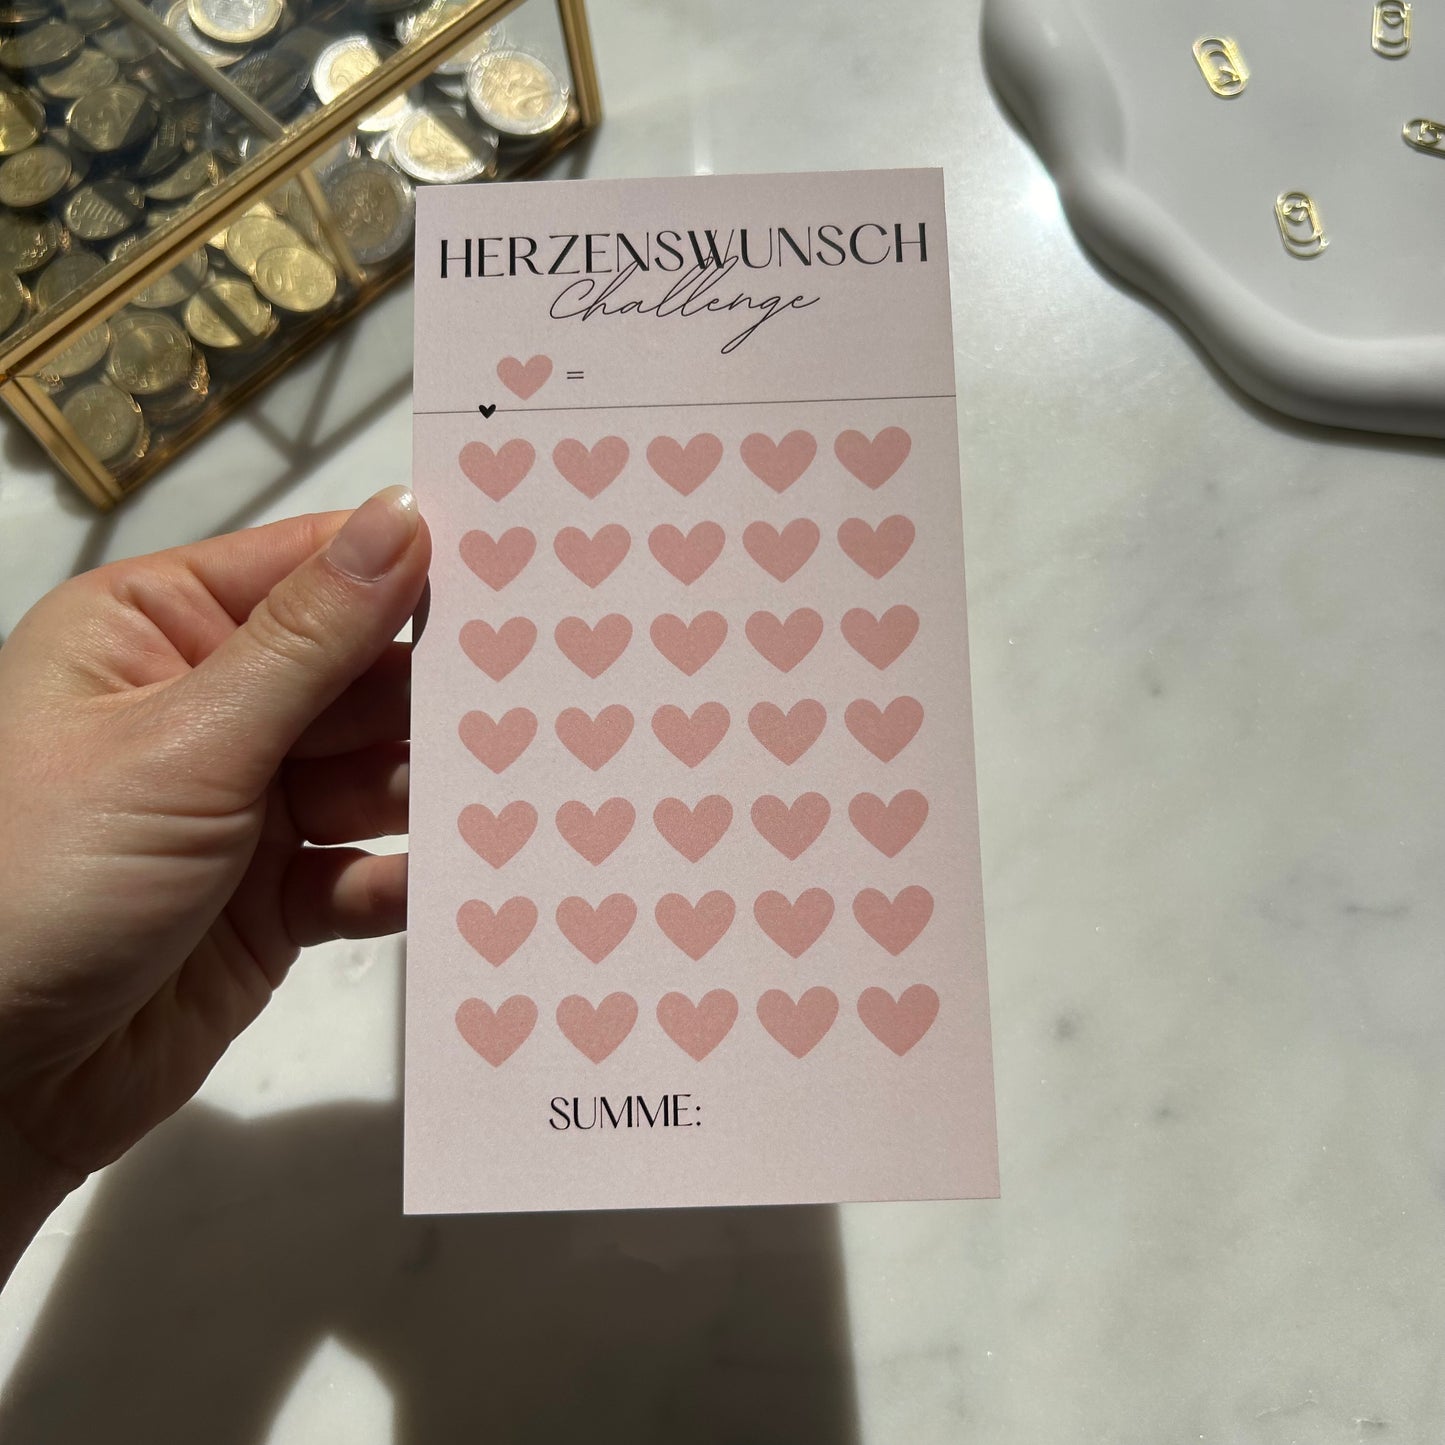 HERZENSWUNSCH
Challenge
=
SUMME: